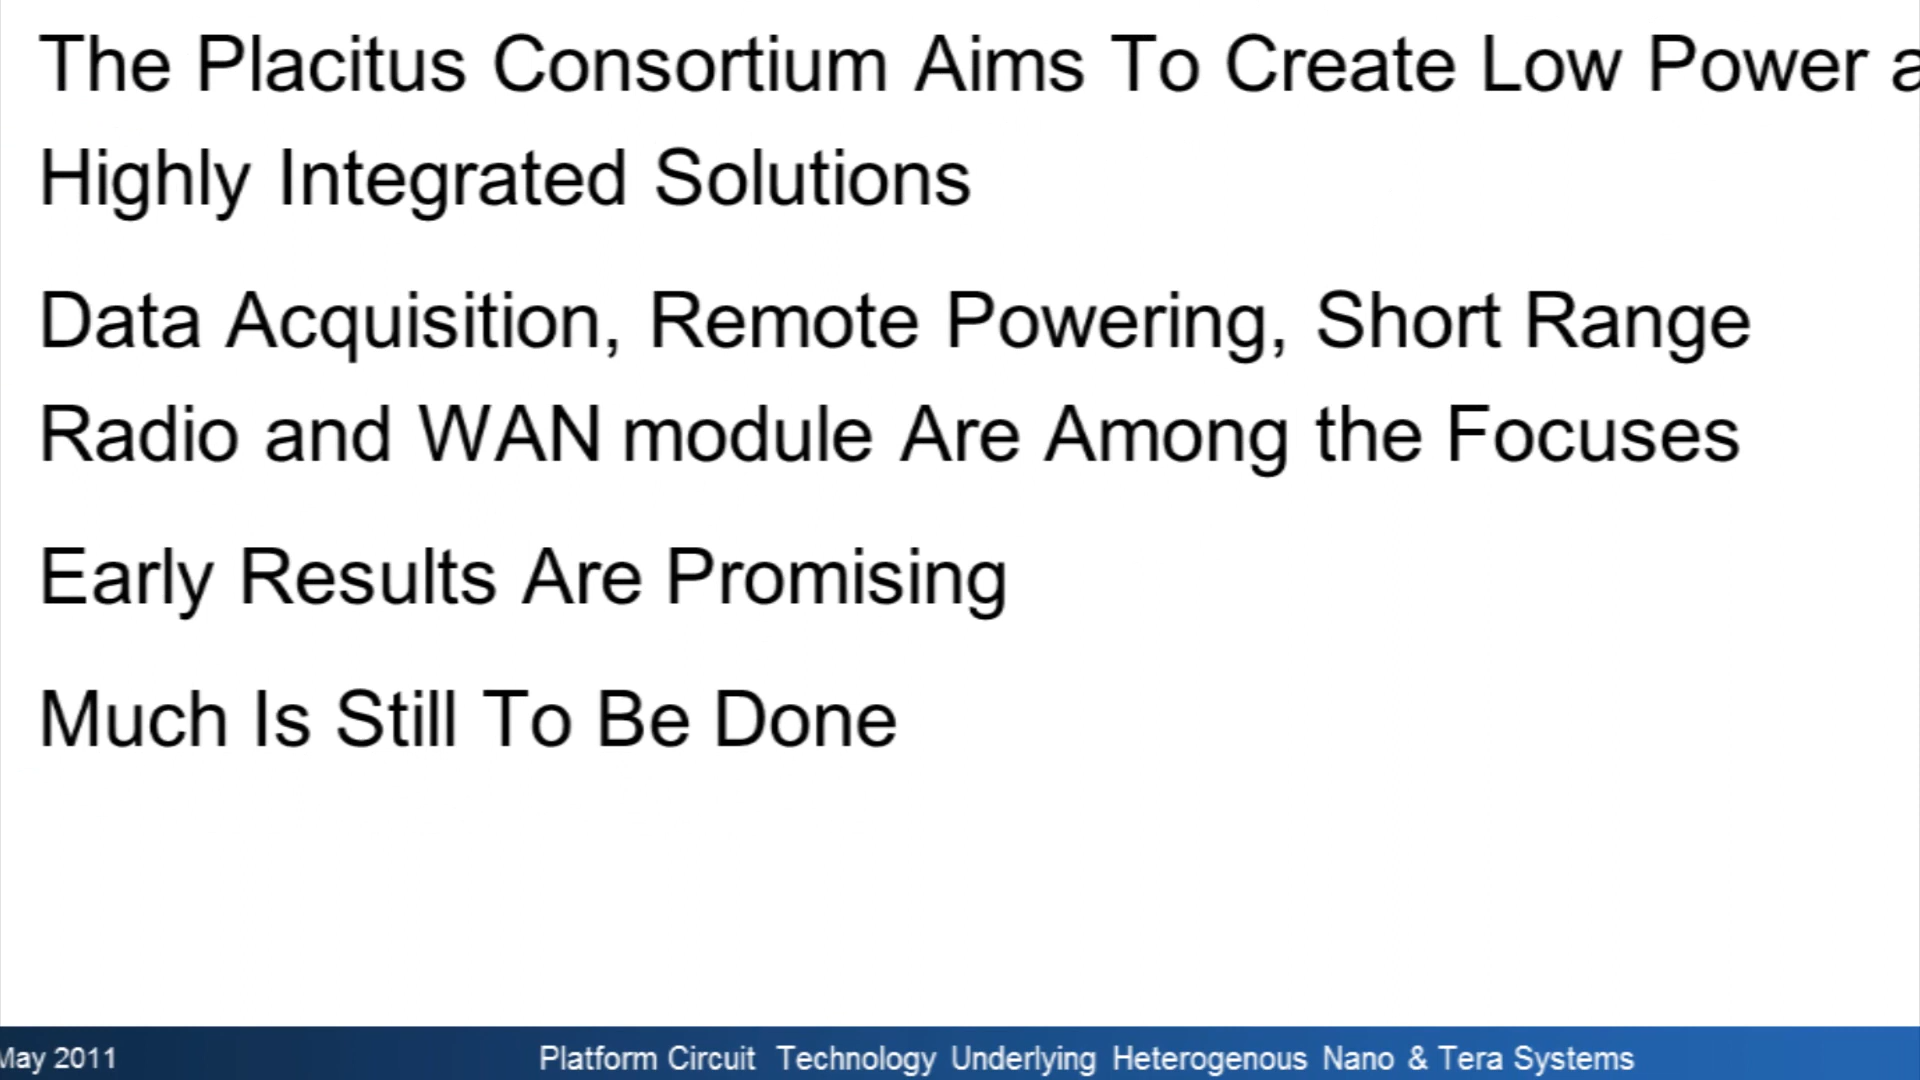 The Placitus Consortium Aims To Create Low Power
Highly Integrated Solutions
Data Acquisition, Remote Powering, Short Range
Radio and WAN module Are Among the Focuses
Early Results Are Promising
Much Is Still To Be Done
May 2011
Platform Circuit Technology Underlying Heterogenous Nano & Tera Systems